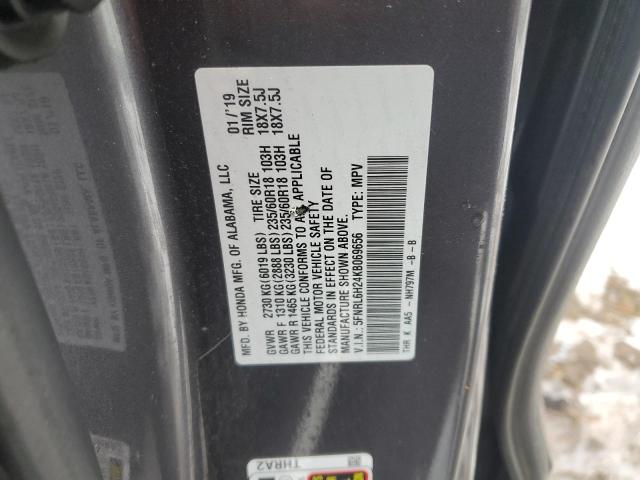 MFD. BY HONDA MFG. OF ALABAMA, LLC 01/'19
TIRE SIZE RIM SIZE
GVWR 2730 KG(6019 LBS)
GAWR F 1310 KG(2888 LBS) 235/60R18 103H 18X7.5J
GAWR R 1465 KG(3230 LBS) 235/60R18 103H 18X7.5J
THIS VEHICLE CONFORMS TO ALL APPLICABLE
FEDERAL MOTOR VEHICLE SAFETY
STANDARDS IN EFFECT ON THE DATE OF
MANUFACTURE SHOWN ABOVE.
V.I.N.: 5FNRL6H24KB069656 TYPE: MPV
THR K AA5 - NH797M -B - B
THRA2